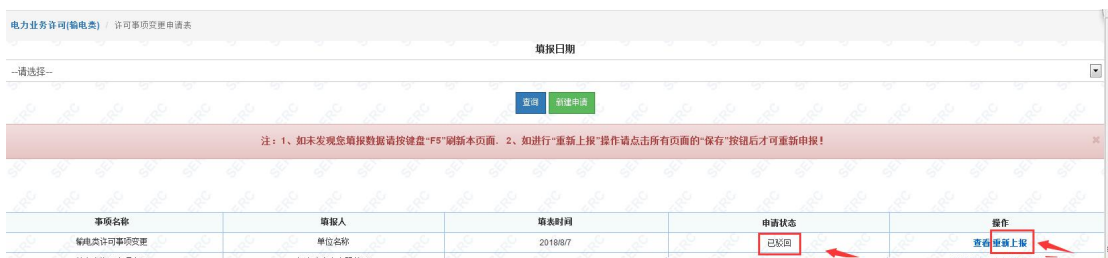 电力业务许可(输电类) / 许可事项变更申请表
填报日期
--请选择--
查询 新建申请
注：1、如未发现您填报数据请按键盘“F5”刷新本页面. 2、如进行“重新上报”操作请点击所有页面的“保存”按钮后才可重新申报！ ×
事项名称 填报人 填表时间 申请状态 操作
输电类许可事项变更 单位名称 2018/8/7 已驳回 查看 重新上报